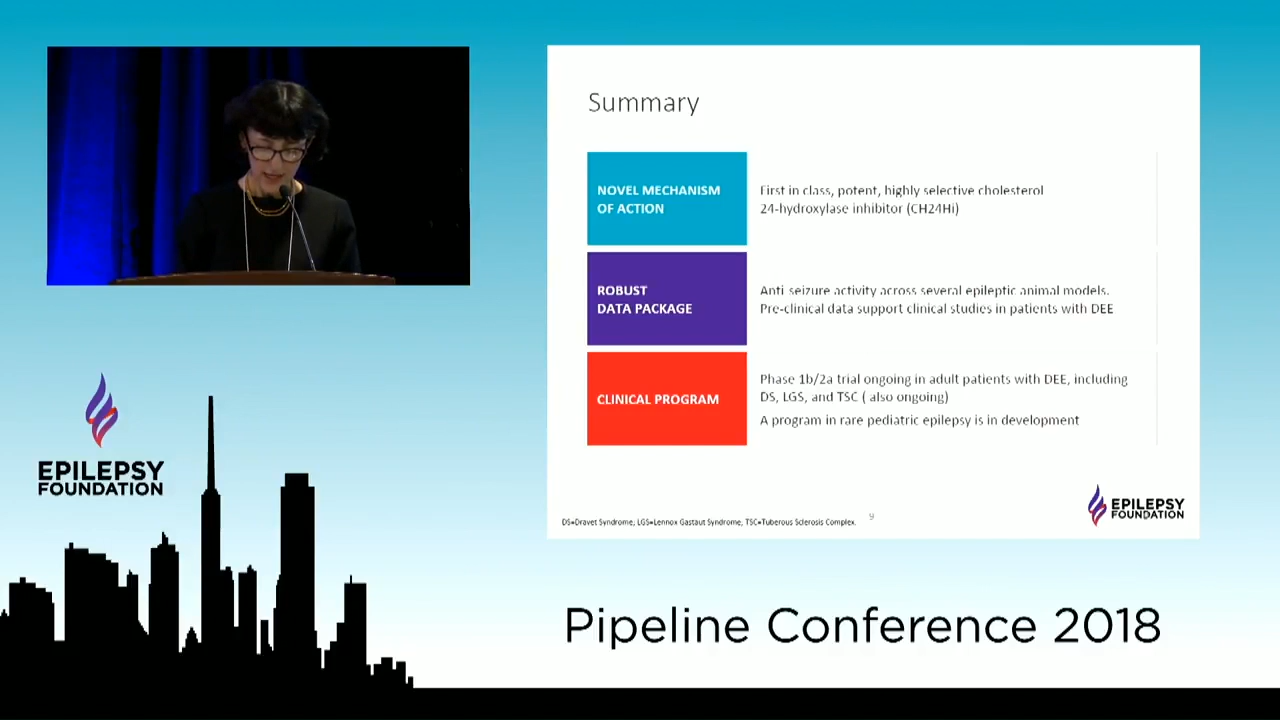 Summary
NOVEL MECHANISM
OF ACTION
First in class, potent, highly selective cholesterol
24-hydroxylase inhibitor (CH24Hi)
ROBUST
DATA PACKAGE
Anti seizure activity across several epileptic animal models.
Pre-clinical data support clinical studies in patients with DEE
CLINICAL PROGRAM
Phase 1b/2a trial ongoing in adult patients with DEE, including
DS, LGS, and TSC ( also ongoing)
A program in rare pediatric epilepsy is in development
DS=Dravet Syndrome, LGS=Lennox Gastaut Syndrome, TSC=Tuberous Sclerosis Complex.
9
EPILEPSY
FOUNDATION
EPILEPSY
FOUNDATION
Pipeline Conference 2018